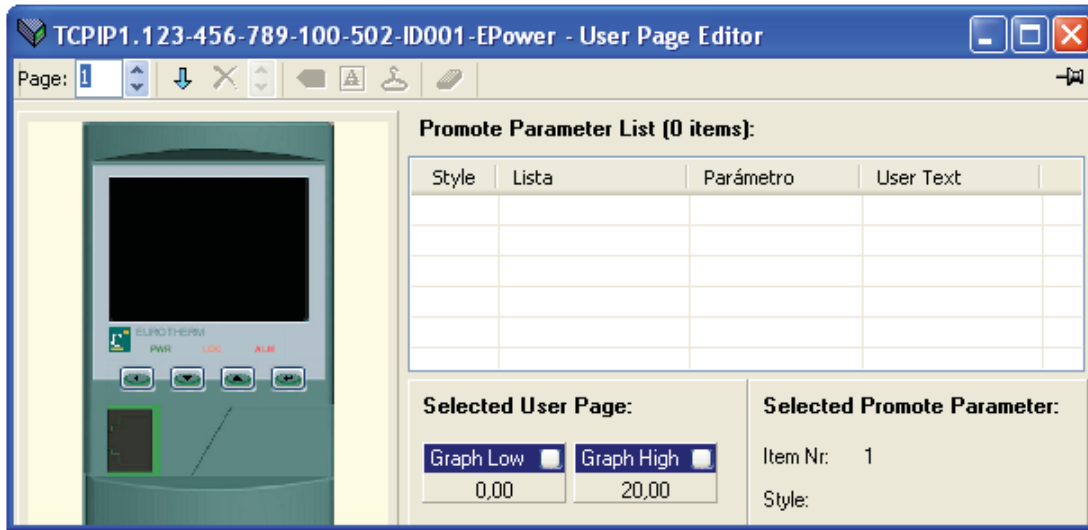 TCPIP1.123-456-789-100-502-ID001-EPower - User Page Editor
Page: 1
Promote Parameter List (0 items):
Style Lista Parámetro User Text
EUROTHERM
PWR LOC ALM
Selected User Page:
Graph Low Graph High
0,00 20,00
Selected Promote Parameter:
Item Nr: 1
Style: